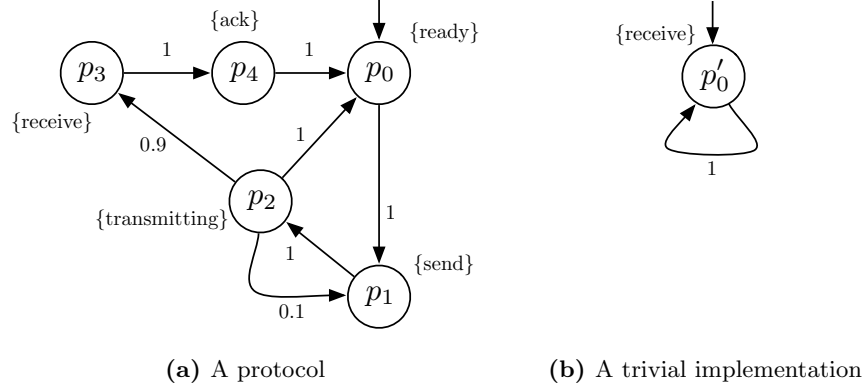 {ack}
{ready}
{receive}
1
1
p3
p4
p0
p′0
{receive}
0.9
1
1
p2
{transmitting}
1
1
{send}
p1
0.1
(a) A protocol
(b) A trivial implementation